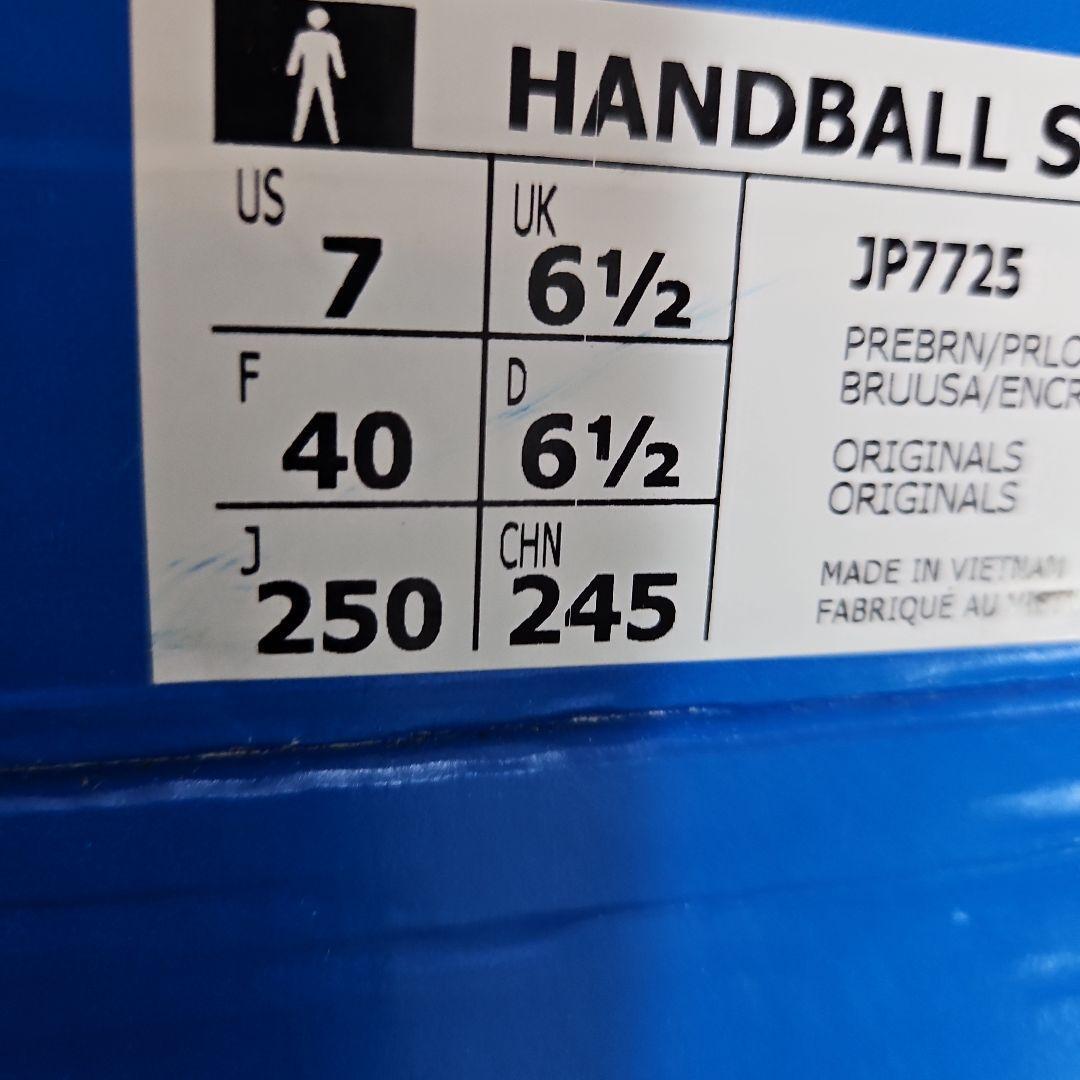 HANDBALL S
US
7
UK
6½
F
40
D
6½
J
250
CHN
245
JP7725
PREBRN/PRLO
BRUUSA/ENCR
ORIGINALS
ORIGINALS
MADE IN VIETNAM
FABRIQUÉ AU